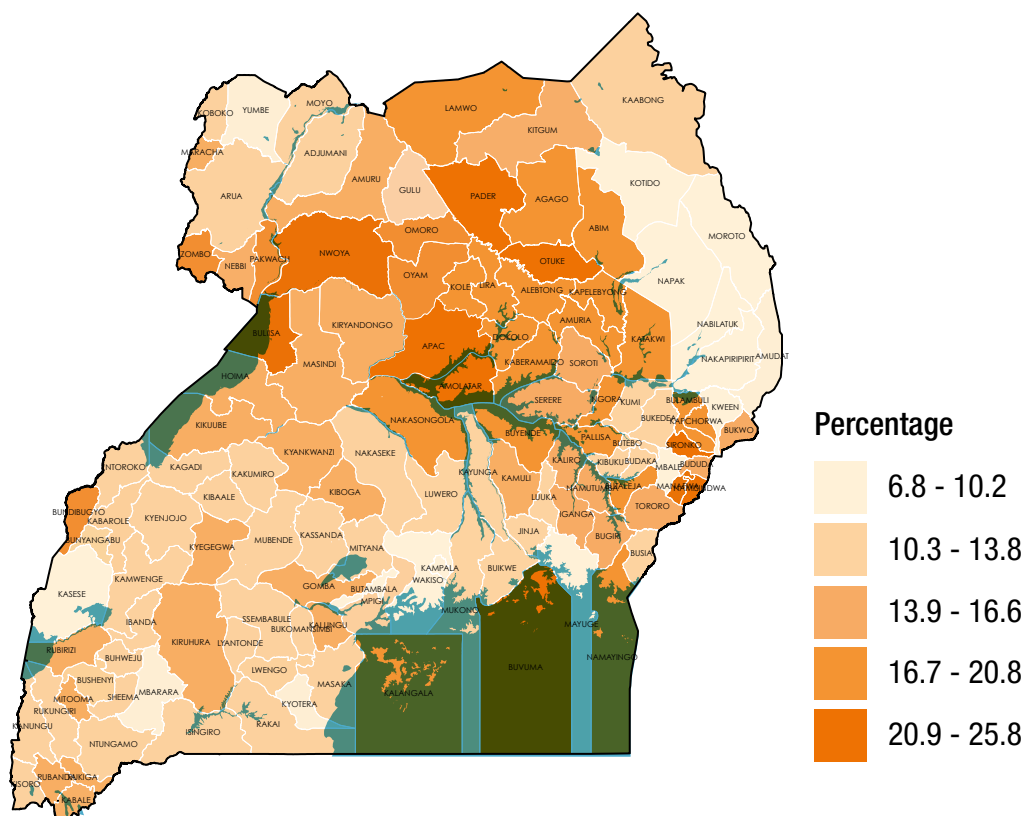 KAABONG
LAMWO
KITGUM
YUMBE
MOYO
KOBOKO
MARACHA
ADJUMANI
AMURU
GULU
ARUA
PADER
AGAGO
KOTIDO
ABIM
MOROTO
OMORO
ZOMBO
NEBBI
PAKWACH
NWOYA
OTUKE
OYAM
KOLE
LIRA
ALEBTONG
KAPELEBYONG
NAPAK
AMURIA
KATAKWI
NABILATUK
NAKAPIRIPIRIT
AMUDAT
BULIISA
KIRYANDONGO
MASINDI
APAC
DOKOLO
KABERAMAIDO
SOROTI
AMOLATAR
SERERE
NGORA
KUMI
BULAMBULI
KWEEN
BUKEDEA
KAPCHORWA
BUKWO
HOIMA
KIKUUBE
NAKASONGOLA
BUYENDE
PALLISA
BUTEBO
SIRONKO
KIBUKU
BUDAKA
MBALE
BUDUDA
NTOROKO
KAGADI
KAKUMIRO
KYANKWANZI
NAKASEKE
KAYUNGA
KAMULI
KALIRO
NAMUTUMBA
BUTALEJA
MANAFWA
NAMISINDWA
TORORO
BUNDIBUGYO
KABAROLE
KIBAALE
KIBOGA
LUWERO
LUUKA
IGANGA
BUGIRI
BUSIA
BUNYANGABU
KYENJOJO
KYEGEGWA
MUBENDE
KASSANDA
MITYANA
JINJA
KASESE
KAMWENGE
GOMBA
BUTAMBALA
MPIGI
KAMPALA
WAKISO
BUIKWE
MUKONO
MAYUGE
NAMAYINGO
IBANDA
SSEMBABULE
BUKOMANSIMBI
KALUNGU
RUBIRIZI
BUHWEJU
KIRUHURA
LYANTONDE
LWENGO
MASAKA
KALANGALA
BUVUMA
BUSHENYI
SHEEMA
MBARARA
MITOOMA
RUKUNGIRI
KANUNGU
KYOTERA
RAKAI
ISINGIRO
NTUNGAMO
RUBANDA
RUKIGA
KISORO
KABALE
Percentage
6.8 - 10.2
10.3 - 13.8
13.9 - 16.6
16.7 - 20.8
20.9 - 25.8